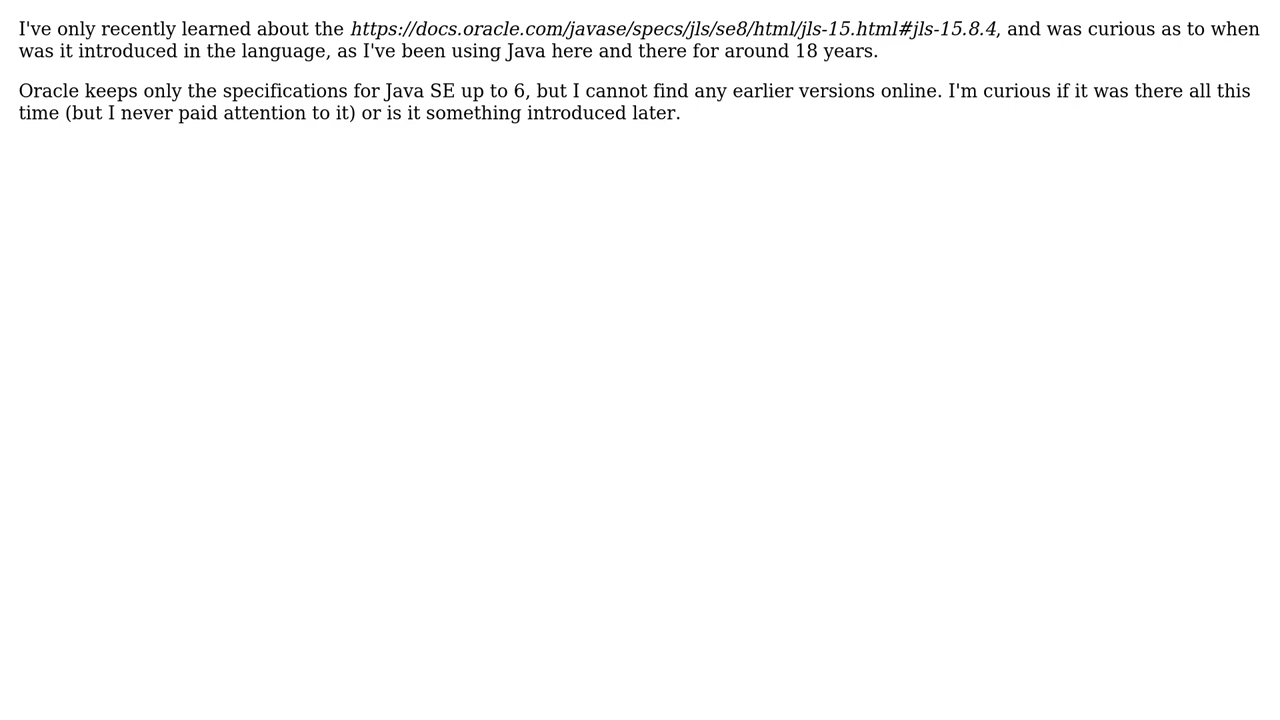 I've only recently learned about the https://docs.oracle.com/javase/specs/jls/se8/html/jls-15.html#jls-15.8.4, and was curious as to when
was it introduced in the language, as I've been using Java here and there for around 18 years.
Oracle keeps only the specifications for Java SE up to 6, but I cannot find any earlier versions online. I'm curious if it was there all this
time (but I never paid attention to it) or is it something introduced later.